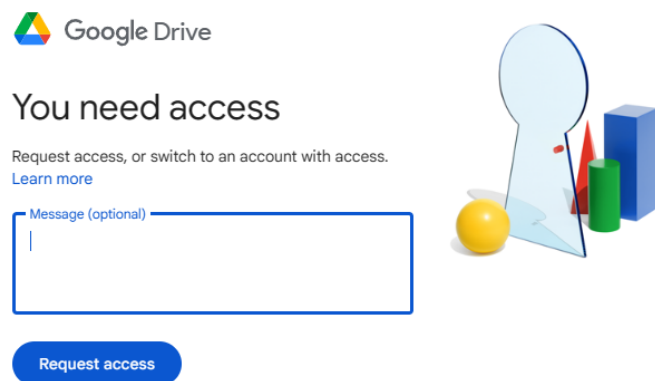 Google Drive
You need access
Request access, or switch to an account with access.
Learn more
Message (optional)
Request access